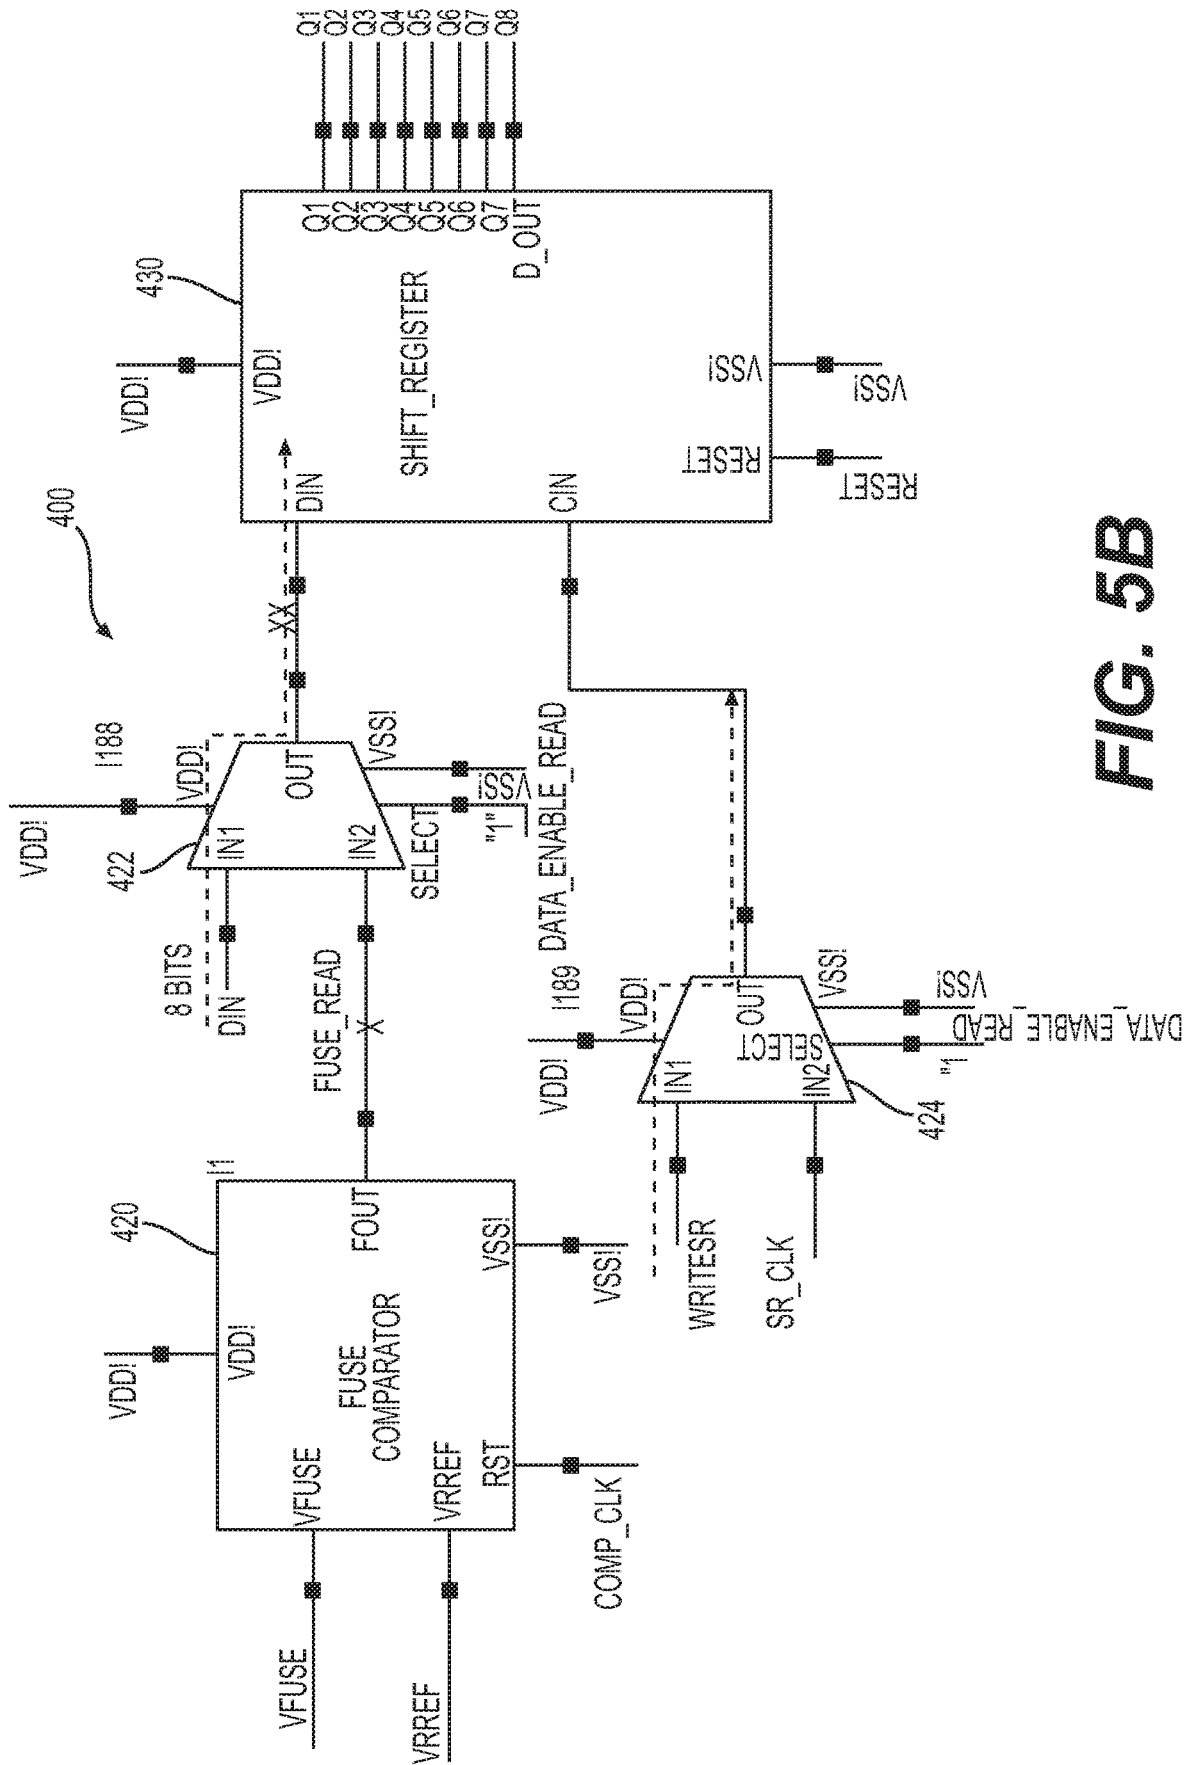 400
VDD!
VFUSE
VRREF
VDD!
420
I1
VFUSE
VRREF
FUSE
COMPARATOR
FOUT
RST
VSS!
COMP_CLK
VSS!
FUSE_READ
X
8 BITS
DIN
422
VDD!
I188
VDD!
IN1
IN2
OUT
SELECT
VSS!
"1"
VSS!
DATA_ENABLE_READ
XX
VDD!
430
VDD!
DIN
SHIFT_REGISTER
CIN
RESET
VSS!
RESET
VSS!
Q1
Q2
Q3
Q4
Q5
Q6
Q7
D_OUT
Q1
Q2
Q3
Q4
Q5
Q6
Q7
Q8
WRITESR
SR_CLK
VDD!
I189
VDD!
IN1
IN2
SELECT
OUT
VSS!
424
"1
VSS!
DATA_ENABLE_READ
FIG. 5B